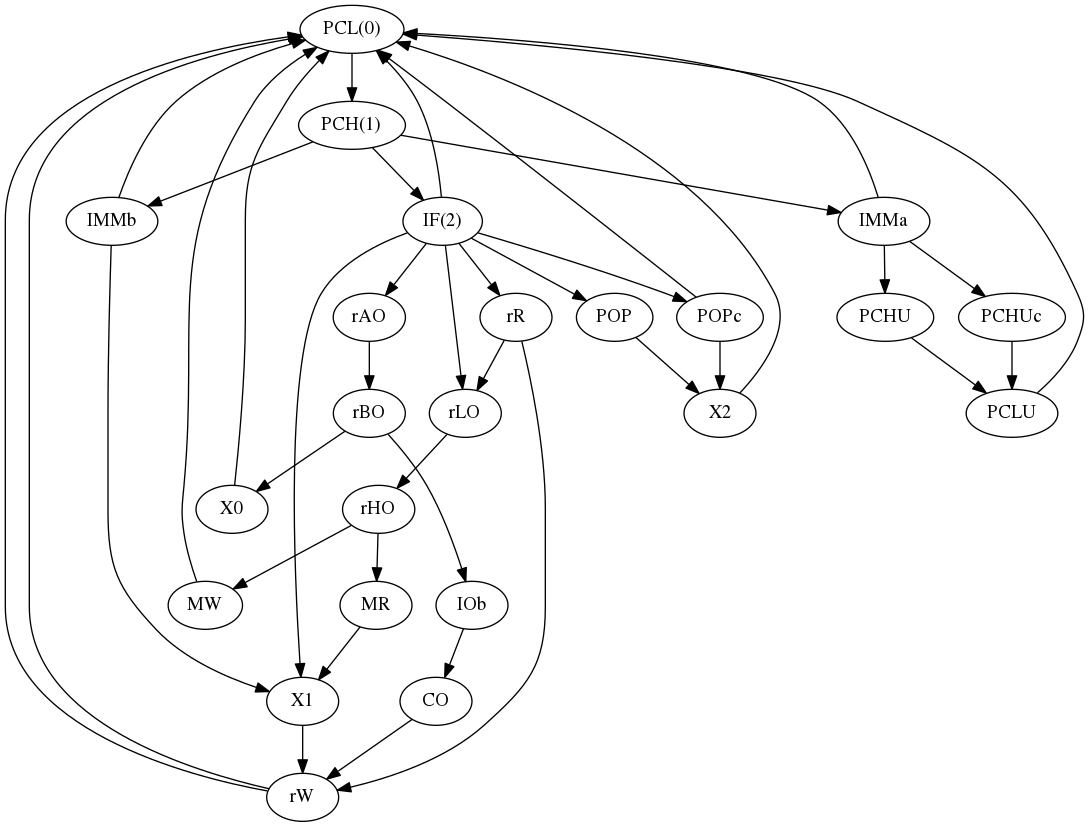 PCL(0)
PCH(1)
IMMb
IF(2)
IMMa
rAO
rR
POP
POPc
PCHU
PCHUc
rBO
rLO
X2
PCLU
X0
rHO
MW
MR
IOb
X1
CO
rW